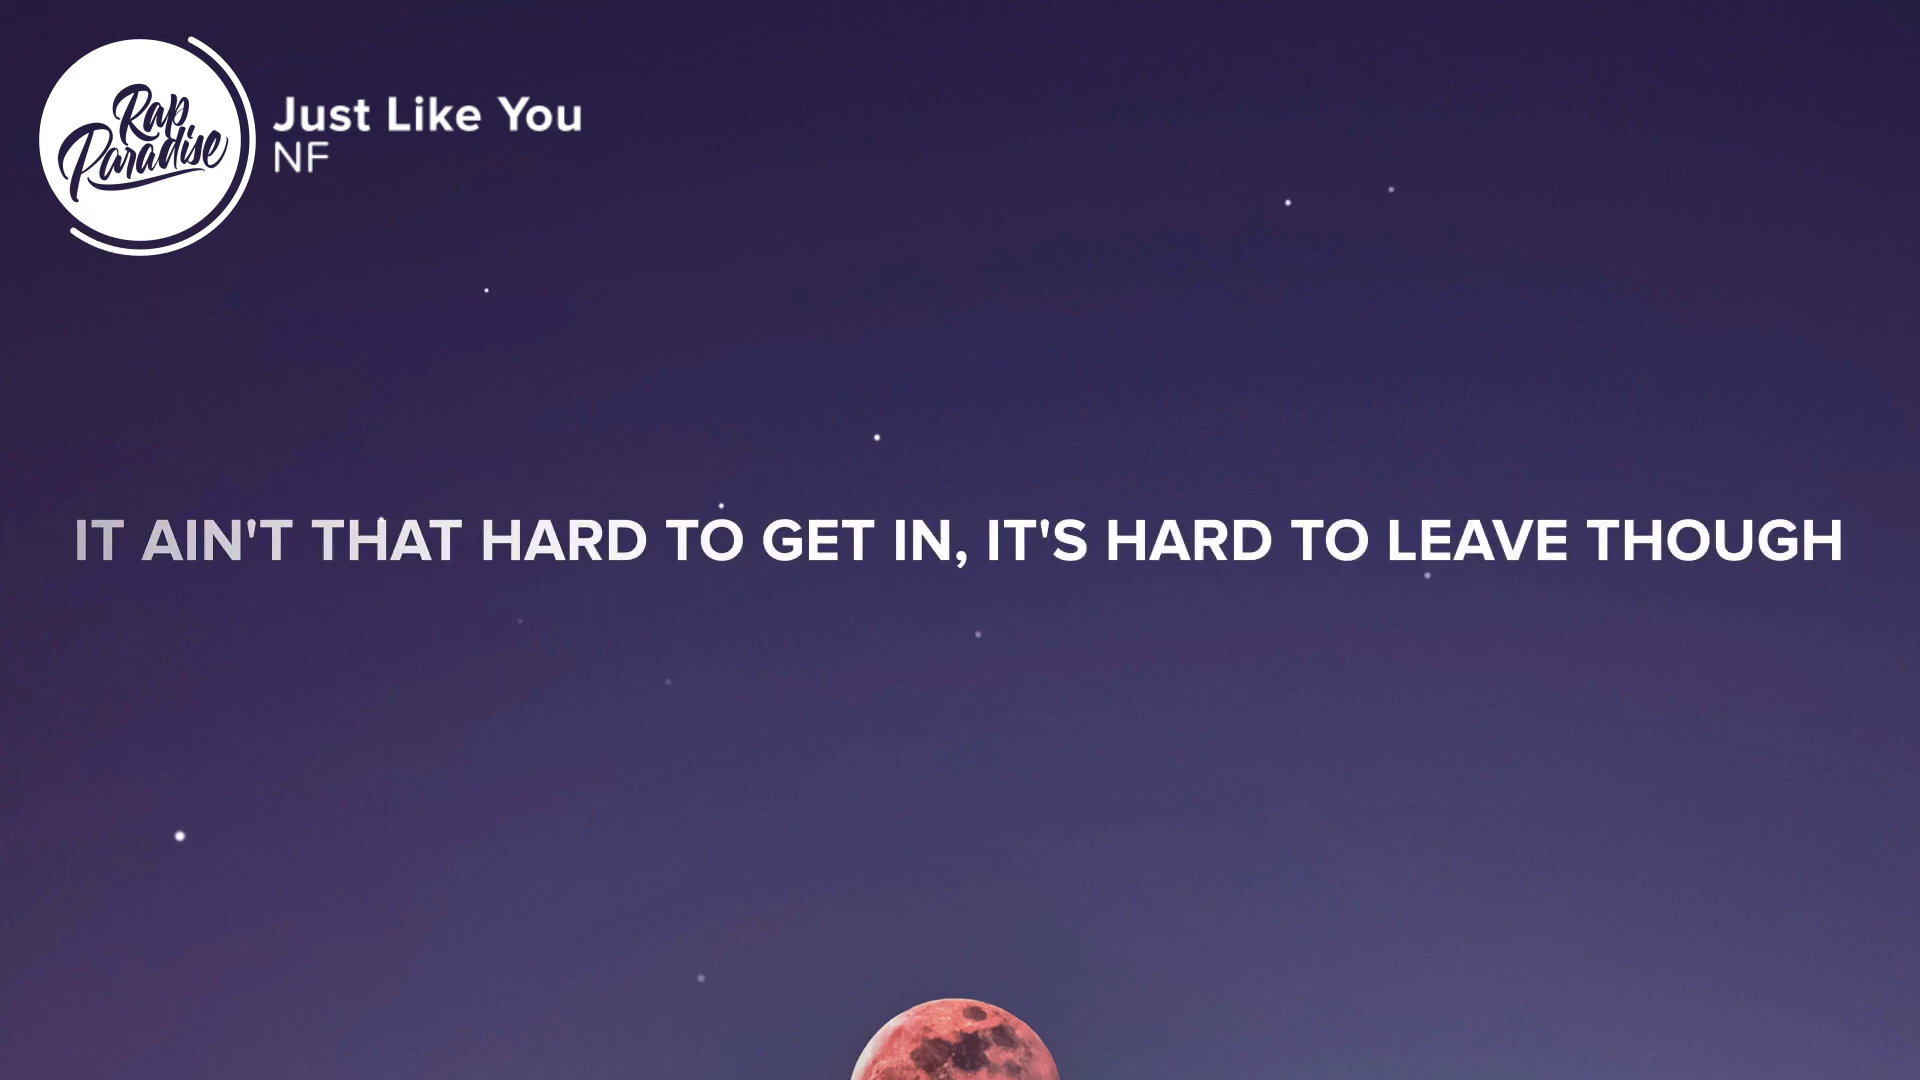 Rap
Paradise
Just Like You
NF
IT AIN'T THAT HARD TO GET IN, IT'S HARD TO LEAVE THOUGH